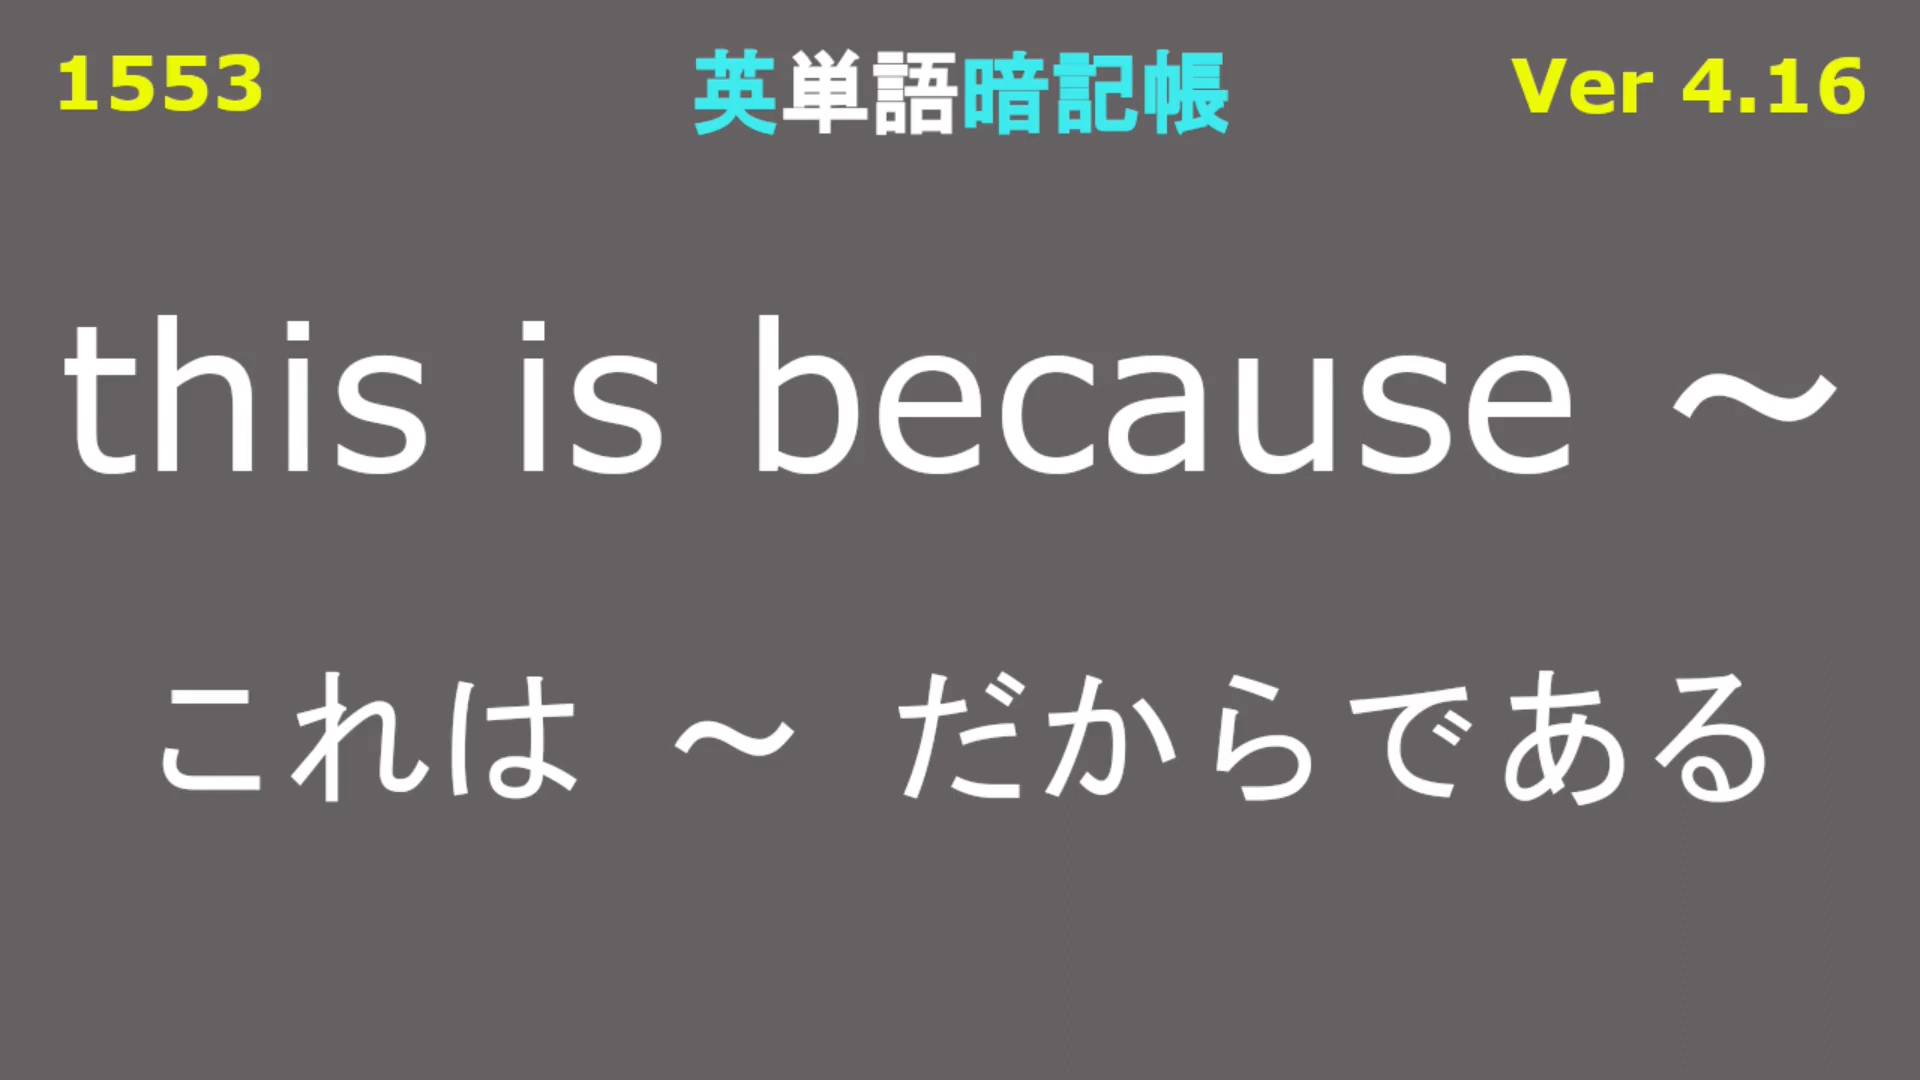 1553 英単語暗記帳 Ver 4.16
this is because ～
これは ～ だからである